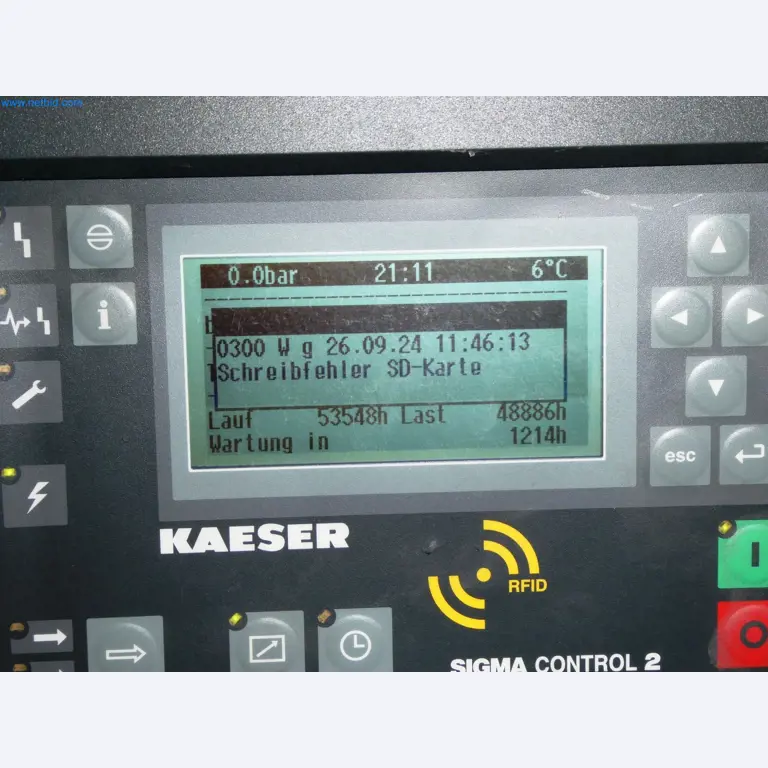 www.netbid.com
0.0bar 21:11 6°C
0300 W g 26.09.24 11:46:13
Schreibfehler SD-Karte
Lauf 53548h Last 48886h
Wartung in 1214h
esc
KAESER
RFID
SIGMA CONTROL 2